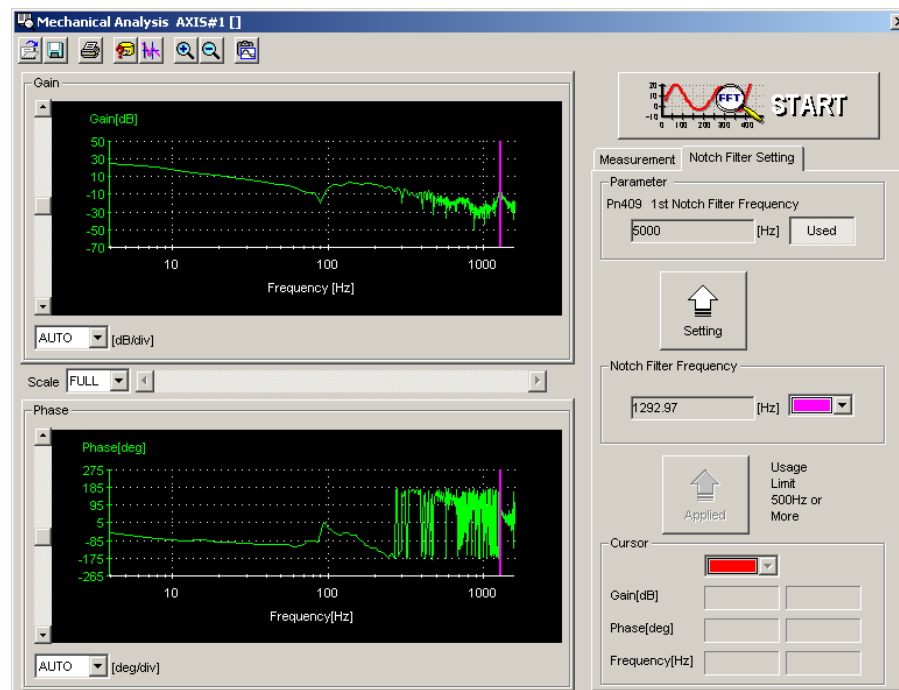 Mechanical Analysis AXIS#1 []
Gain
Gain[dB]
50
30
10
-10
-30
-50
-70
10 100 1000
Frequency [Hz]
AUTO [dB/div]
Scale FULL
Phase
Phase[deg]
275
185
95
5
-85
-175
-265
10 100 1000
Frequency[Hz]
AUTO [deg/div]
20
10
0
-10
0 100 200 300 400
FFT
START
Measurement Notch Filter Setting
Parameter
Pn409 1st Notch Filter Frequency
5000 [Hz] Used
Setting
Notch Filter Frequency
1292.97 [Hz]
Applied
Usage
Limit
500Hz or
More
Cursor
Gain[dB]
Phase[deg]
Frequency[Hz]